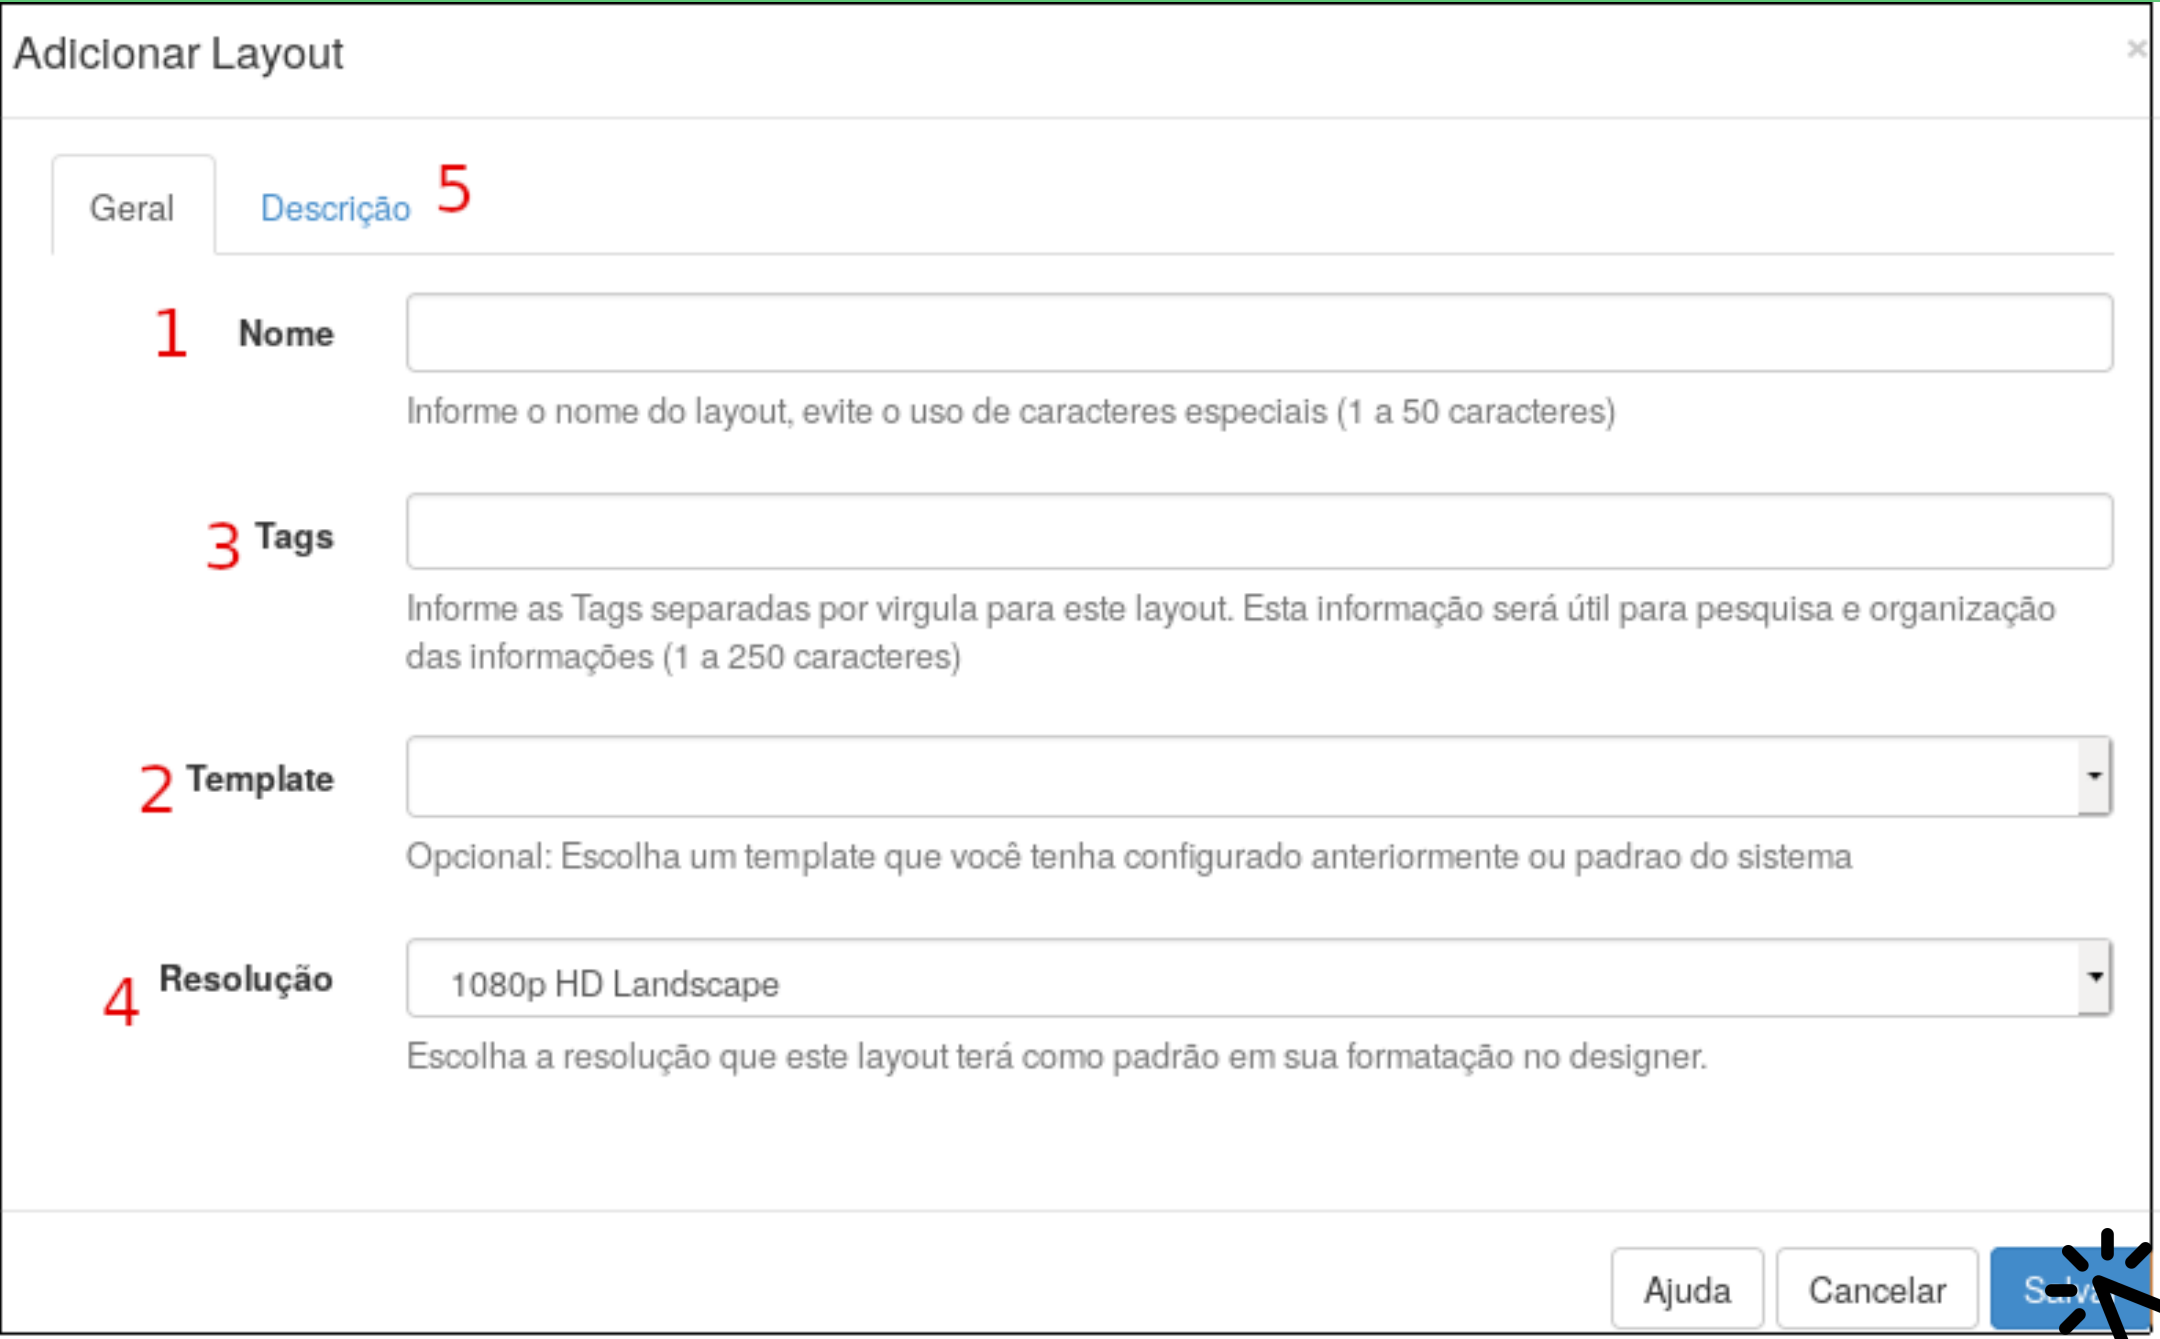 Adicionar Layout ×
Geral Descrição 5
1 Nome
Informe o nome do layout, evite o uso de caracteres especiais (1 a 50 caracteres)
3 Tags
Informe as Tags separadas por virgula para este layout. Esta informação será útil para pesquisa e organização
das informações (1 a 250 caracteres)
2 Template
Opcional: Escolha um template que você tenha configurado anteriormente ou padrao do sistema
4 Resolução 1080p HD Landscape
Escolha a resolução que este layout terá como padrão em sua formatação no designer.
Ajuda Cancelar